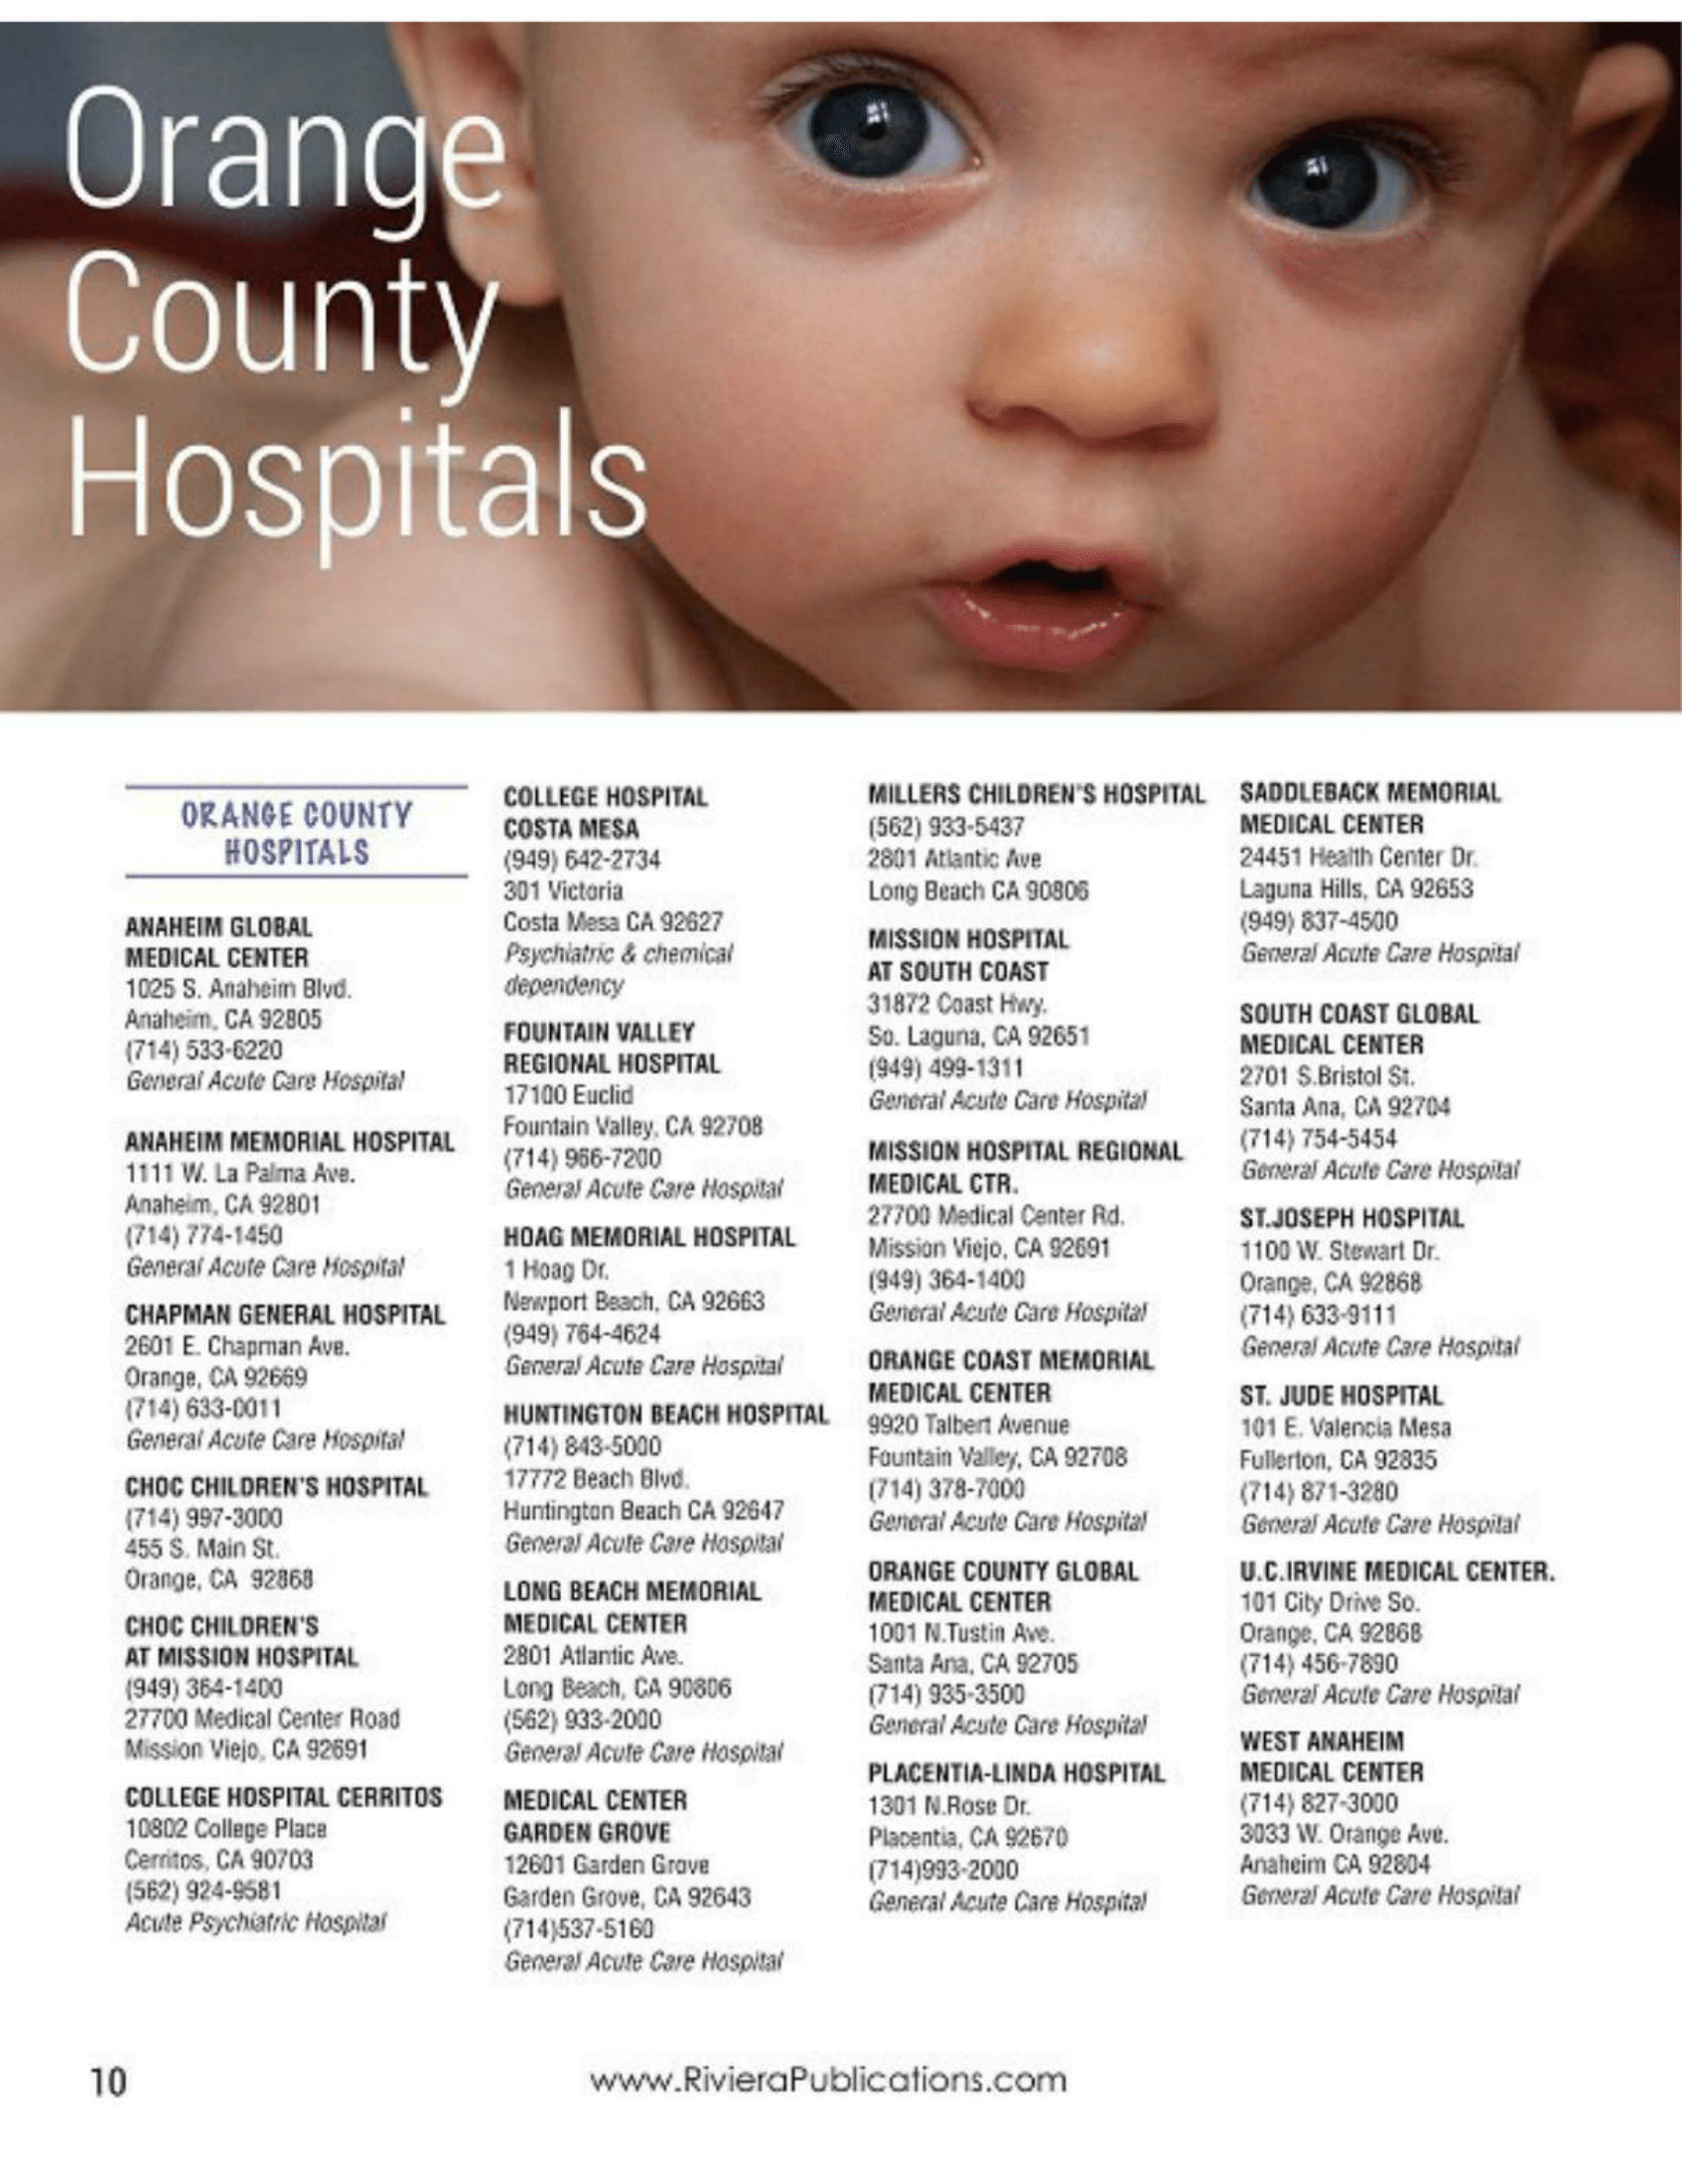 Orange
County
Hospitals
ORANGE COUNTY
HOSPITALS
ANAHEIM GLOBAL
MEDICAL CENTER
1025 S. Anaheim Blvd.
Anaheim, CA 92805
(714) 533-6220
General Acute Care Hospital
ANAHEIM MEMORIAL HOSPITAL
1111 W. La Palma Ave.
Anaheim, CA 92801
(714) 774-1450
General Acute Care Hospital
CHAPMAN GENERAL HOSPITAL
2601 E. Chapman Ave.
Orange, CA 92669
(714) 633-0011
General Acute Care Hospital
CHOC CHILDREN'S HOSPITAL
(714) 997-3000
455 S. Main St.
Orange, CA 92868
CHOC CHILDREN'S
AT MISSION HOSPITAL
(949) 364-1400
27700 Medical Center Road
Mission Viejo, CA 92691
COLLEGE HOSPITAL CERRITOS
10802 College Place
Cerritos, CA 90703
(562) 924-9581
Acute Psychiatric Hospital
COLLEGE HOSPITAL
COSTA MESA
(949) 642-2734
301 Victoria
Costa Mesa CA 92627
Psychiatric & chemical
dependency
FOUNTAIN VALLEY
REGIONAL HOSPITAL
17100 Euclid
Fountain Valley, CA 92708
(714) 966-7200
General Acute Care Hospital
HOAG MEMORIAL HOSPITAL
1 Hoag Dr.
Newport Beach, CA 92663
(949) 764-4624
General Acute Care Hospital
HUNTINGTON BEACH HOSPITAL
(714) 843-5000
17772 Beach Blvd.
Huntington Beach CA 92647
General Acute Care Hospital
LONG BEACH MEMORIAL
MEDICAL CENTER
2801 Atlantic Ave.
Long Beach, CA 90806
(562) 933-2000
General Acute Care Hospital
MEDICAL CENTER
GARDEN GROVE
12601 Garden Grove
Garden Grove, CA 92643
(714)537-5160
General Acute Care Hospital
MILLERS CHILDREN'S HOSPITAL
(562) 933-5437
2801 Atlantic Ave
Long Beach CA 90806
MISSION HOSPITAL
AT SOUTH COAST
31872 Coast Hwy.
So. Laguna, CA 92651
(949) 499-1311
General Acute Care Hospital
MISSION HOSPITAL REGIONAL
MEDICAL CTR.
27700 Medical Center Rd.
Mission Viejo, CA 92691
(949) 364-1400
General Acute Care Hospital
ORANGE COAST MEMORIAL
MEDICAL CENTER
9920 Talbert Avenue
Fountain Valley, CA 92708
(714) 378-7000
General Acute Care Hospital
ORANGE COUNTY GLOBAL
MEDICAL CENTER
1001 N.Tustin Ave.
Santa Ana, CA 92705
(714) 935-3500
General Acute Care Hospital
PLACENTIA-LINDA HOSPITAL
1301 N.Rose Dr.
Placentia, CA 92670
(714)993-2000
General Acute Care Hospital
SADDLEBACK MEMORIAL
MEDICAL CENTER
24451 Health Center Dr.
Laguna Hills, CA 92653
(949) 837-4500
General Acute Care Hospital
SOUTH COAST GLOBAL
MEDICAL CENTER
2701 S.Bristol St.
Santa Ana, CA 92704
(714) 754-5454
General Acute Care Hospital
ST.JOSEPH HOSPITAL
1100 W. Stewart Dr.
Orange, CA 92868
(714) 633-9111
General Acute Care Hospital
ST. JUDE HOSPITAL
101 E. Valencia Mesa
Fullerton, CA 92835
(714) 871-3280
General Acute Care Hospital
U.C.IRVINE MEDICAL CENTER.
101 City Drive So.
Orange, CA 92868
(714) 456-7890
General Acute Care Hospital
WEST ANAHEIM
MEDICAL CENTER
(714) 827-3000
3033 W. Orange Ave.
Anaheim CA 92804
General Acute Care Hospital
10
www.RivieraPublications.com